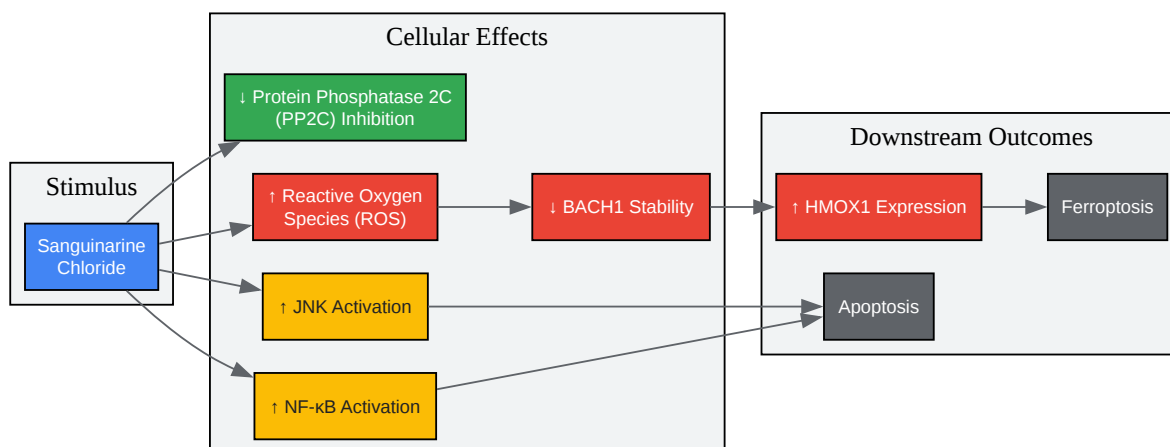 Cellular Effects
↓ Protein Phosphatase 2C
(PP2C) Inhibition
Downstream Outcomes
Stimulus
↑ Reactive Oxygen
Species (ROS)
↓ BACH1 Stability
↑ HMOX1 Expression
Ferroptosis
Sanguinarine
Chloride
↑ JNK Activation
Apoptosis
↑ NF-κB Activation